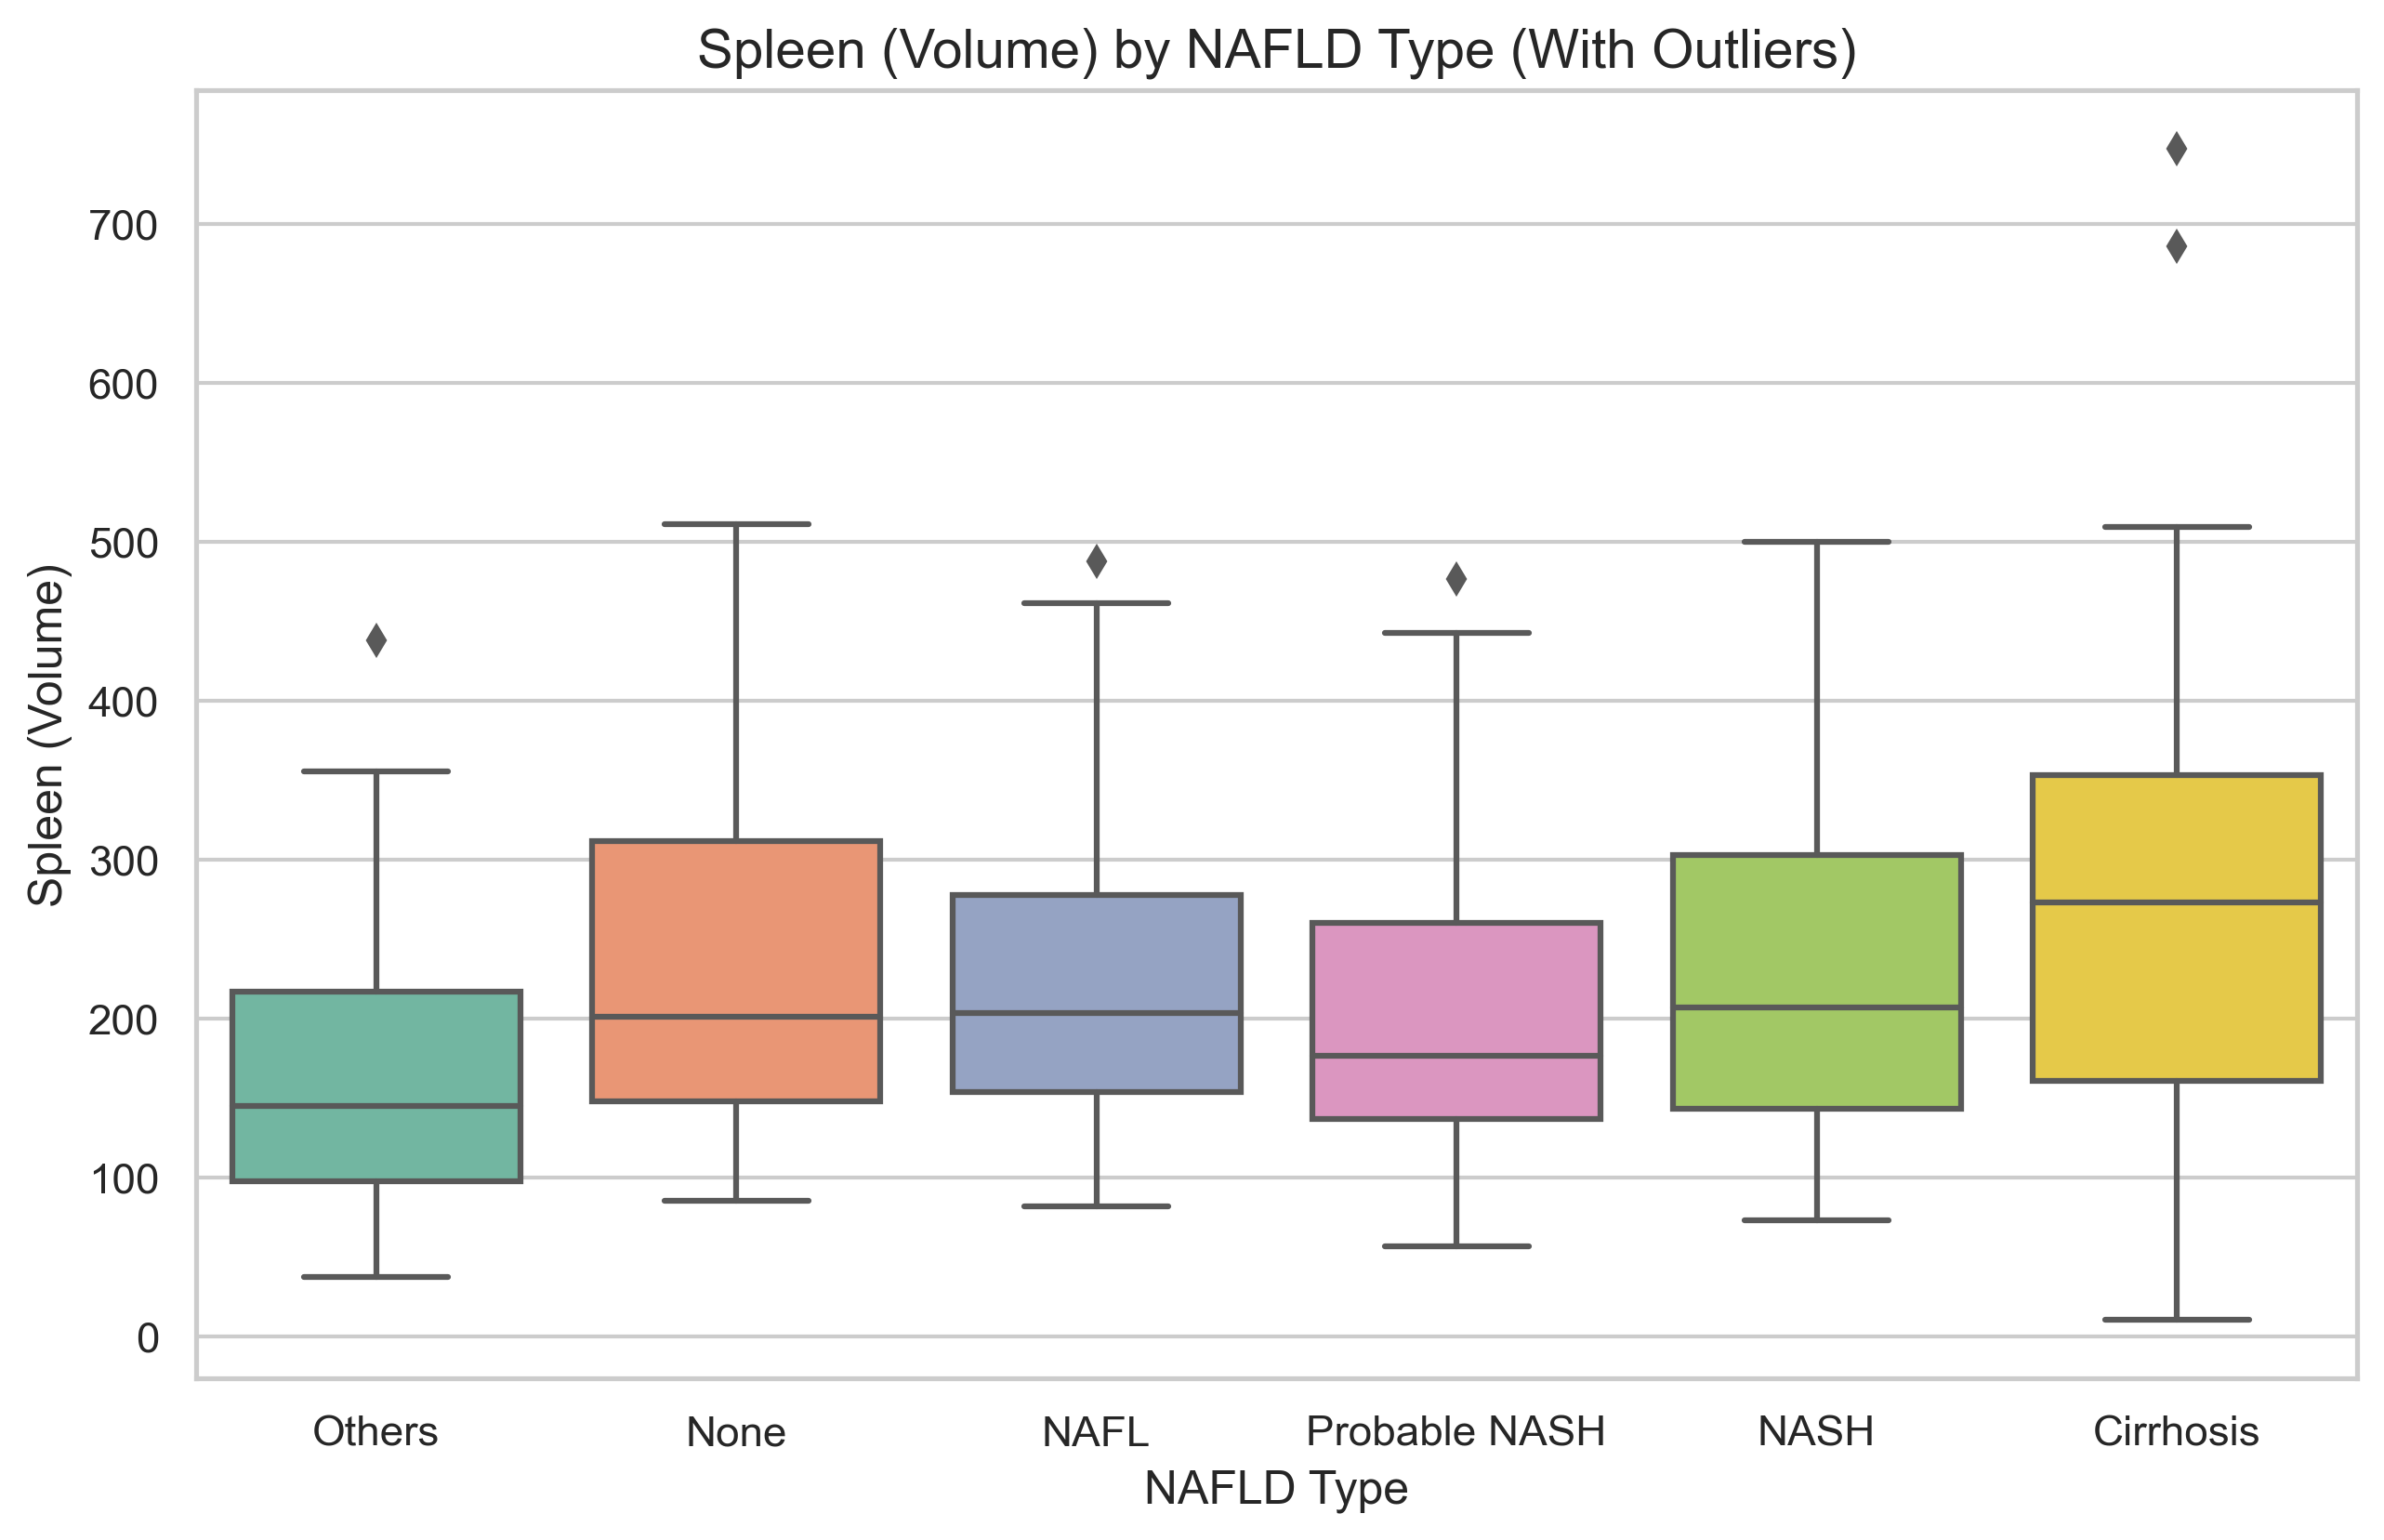 Spleen (Volume) by NAFLD Type (With Outliers)
Spleen (Volume)
700
600
500
400
300
200
100
0
Others None NAFL Probable NASH NASH Cirrhosis
NAFLD Type